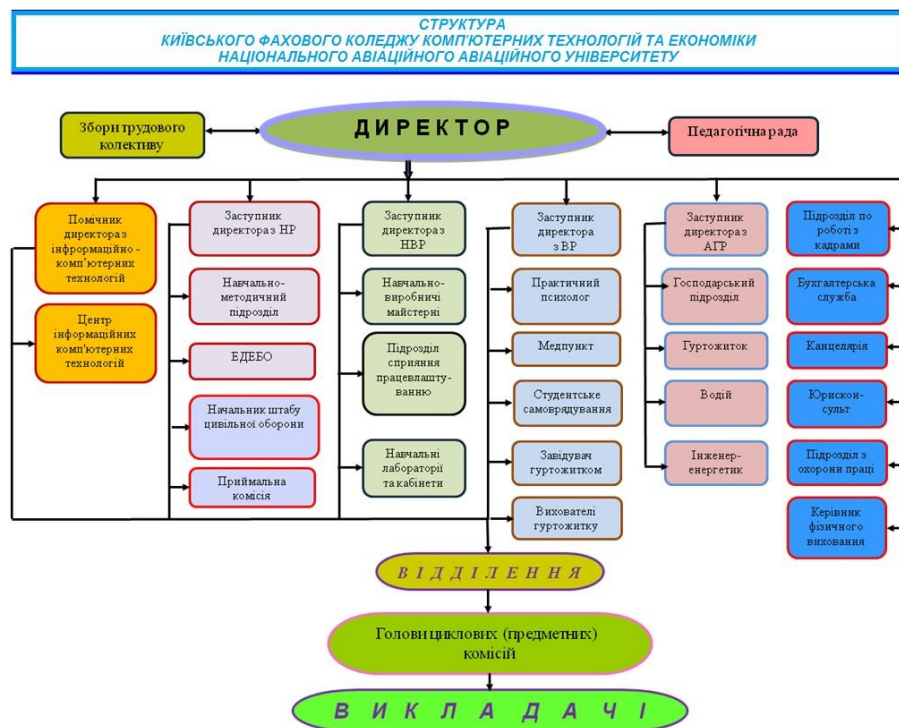 СТРУКТУРА
КИЇВСЬКОГО ФАХОВОГО КОЛЕДЖУ КОМП'ЮТЕРНИХ ТЕХНОЛОГІЙ ТА ЕКОНОМІКИ
НАЦІОНАЛЬНОГО АВІАЦІЙНОГО АВІАЦІЙНОГО УНІВЕРСИТЕТУ
Збори трудового
колективу
ДИРЕКТОР
Педагогічна рада
Помічник
директора з
інформаційно -
комп'ютерних
технологій
Центр
інформаційних
комп'ютерних
технологій
Заступник
директора з НР
Навчально-
методичний
підрозділ
ЕДЕБО
Начальник штабу
цивільної оборони
Приймальна
комісія
Заступник
директора з НВР
Навчально-
виробничі
майстерні
Підрозділ
сприяння
працевлашту-
ванню
Навчальні
лабораторії
та кабінети
Заступник
директора
з ВР
Практичний
психолог
Медпункт
Студентське
самоврядування
Завідувач
гуртожитком
Вихователі
гуртожитку
Заступник
директора з
АГР
Господарський
підрозділ
Гуртожиток
Водій
Інженер-
енергетик
Підрозділ по
роботі з
кадрами
Бухгалтерська
служба
Канцелярія
Юрискон-
сульт
Підрозділ з
охорони праці
Керівник
фізичного
виховання
ВІДДІЛЕННЯ
Голови циклових (предметних)
комісій
ВИКЛАДАЧІ